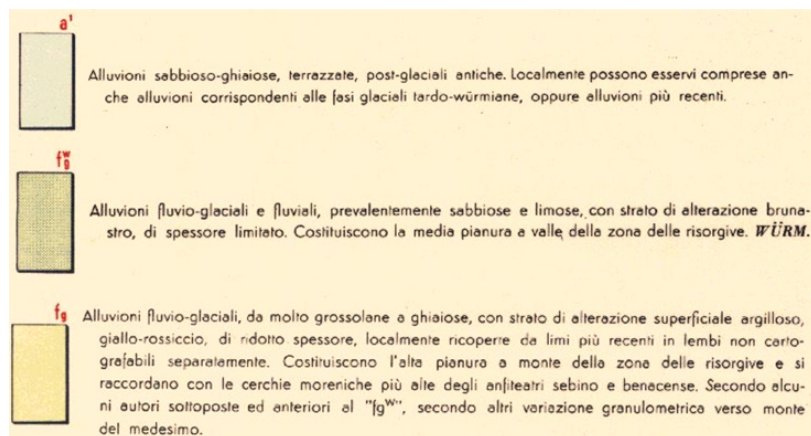 a¹
Alluvioni sabbioso-ghiaiose, terrazzate, post-glaciali antiche. Localmente possono esservi comprese an-
che alluvioni corrispondenti alle fasi glaciali tardo-würmiane, oppure alluvioni più recenti.
fgʷ
Alluvioni fluvio-glaciali e fluviali, prevalentemente sabbiose e limose, con strato di alterazione bruna-
stro, di spessore limitato. Costituiscono la media pianura a valle della zona delle risorgive. WÜRM.
fg
Alluvioni fluvio-glaciali, da molto grossolane a ghiaiose, con strato di alterazione superficiale argilloso,
giallo-rossiccio, di ridotto spessore, localmente ricoperte da limi più recenti in lembi non carto-
grafabili separatamente. Costituiscono l'alta pianura a monte della zona delle risorgive e si
raccordano con le cerchie moreniche più alte degli anfiteatri sebino e benacense. Secondo alcu-
ni autori sottoposte ed anteriori al "fgʷ", secondo altri variazione granulometrica verso monte
del medesimo.